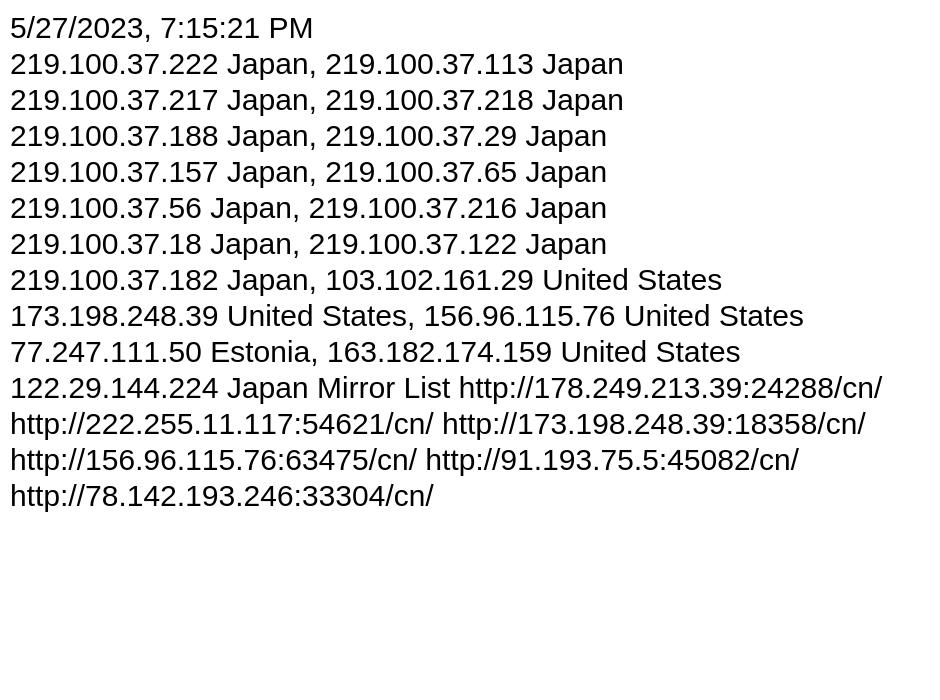 5/27/2023, 7:15:21 PM
219.100.37.222 Japan, 219.100.37.113 Japan
219.100.37.217 Japan, 219.100.37.218 Japan
219.100.37.188 Japan, 219.100.37.29 Japan
219.100.37.157 Japan, 219.100.37.65 Japan
219.100.37.56 Japan, 219.100.37.216 Japan
219.100.37.18 Japan, 219.100.37.122 Japan
219.100.37.182 Japan, 103.102.161.29 United States
173.198.248.39 United States, 156.96.115.76 United States
77.247.111.50 Estonia, 163.182.174.159 United States
122.29.144.224 Japan Mirror List http://178.249.213.39:24288/cn/
http://222.255.11.117:54621/cn/ http://173.198.248.39:18358/cn/
http://156.96.115.76:63475/cn/ http://91.193.75.5:45082/cn/
http://78.142.193.246:33304/cn/